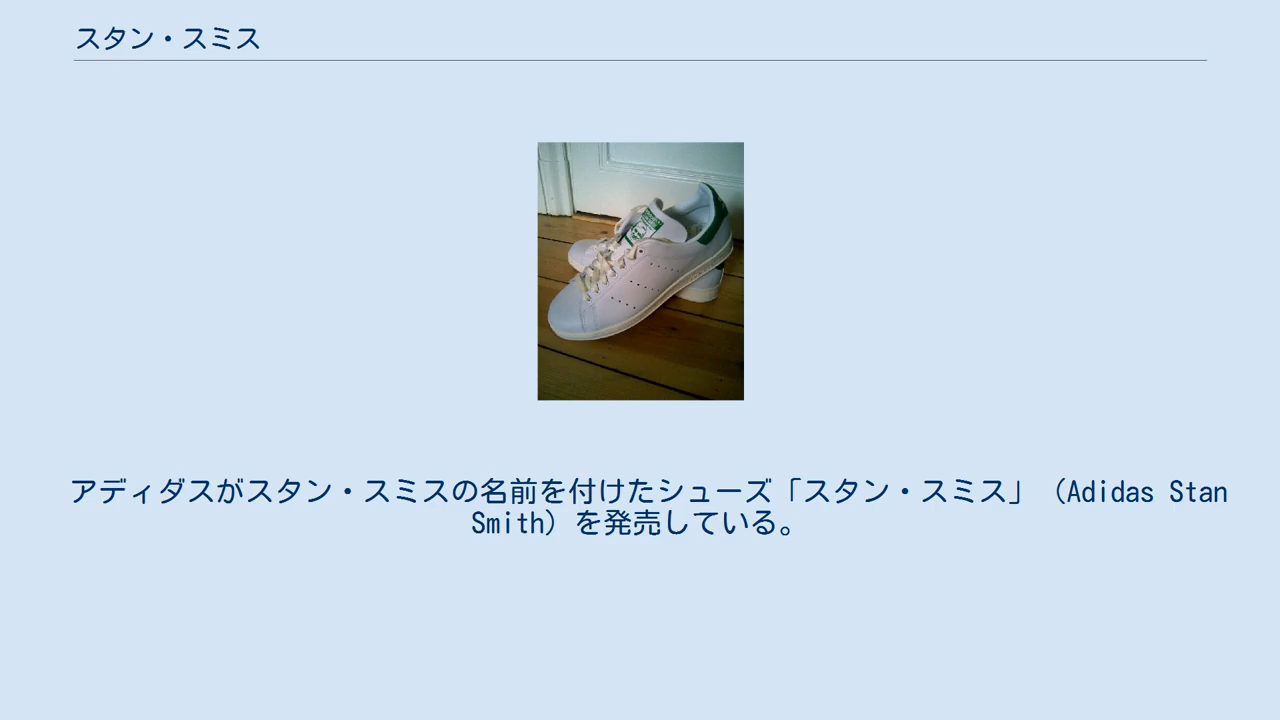 スタン・スミス
アディダスがスタン・スミスの名前を付けたシューズ「スタン・スミス」（Adidas Stan
Smith）を発売している。